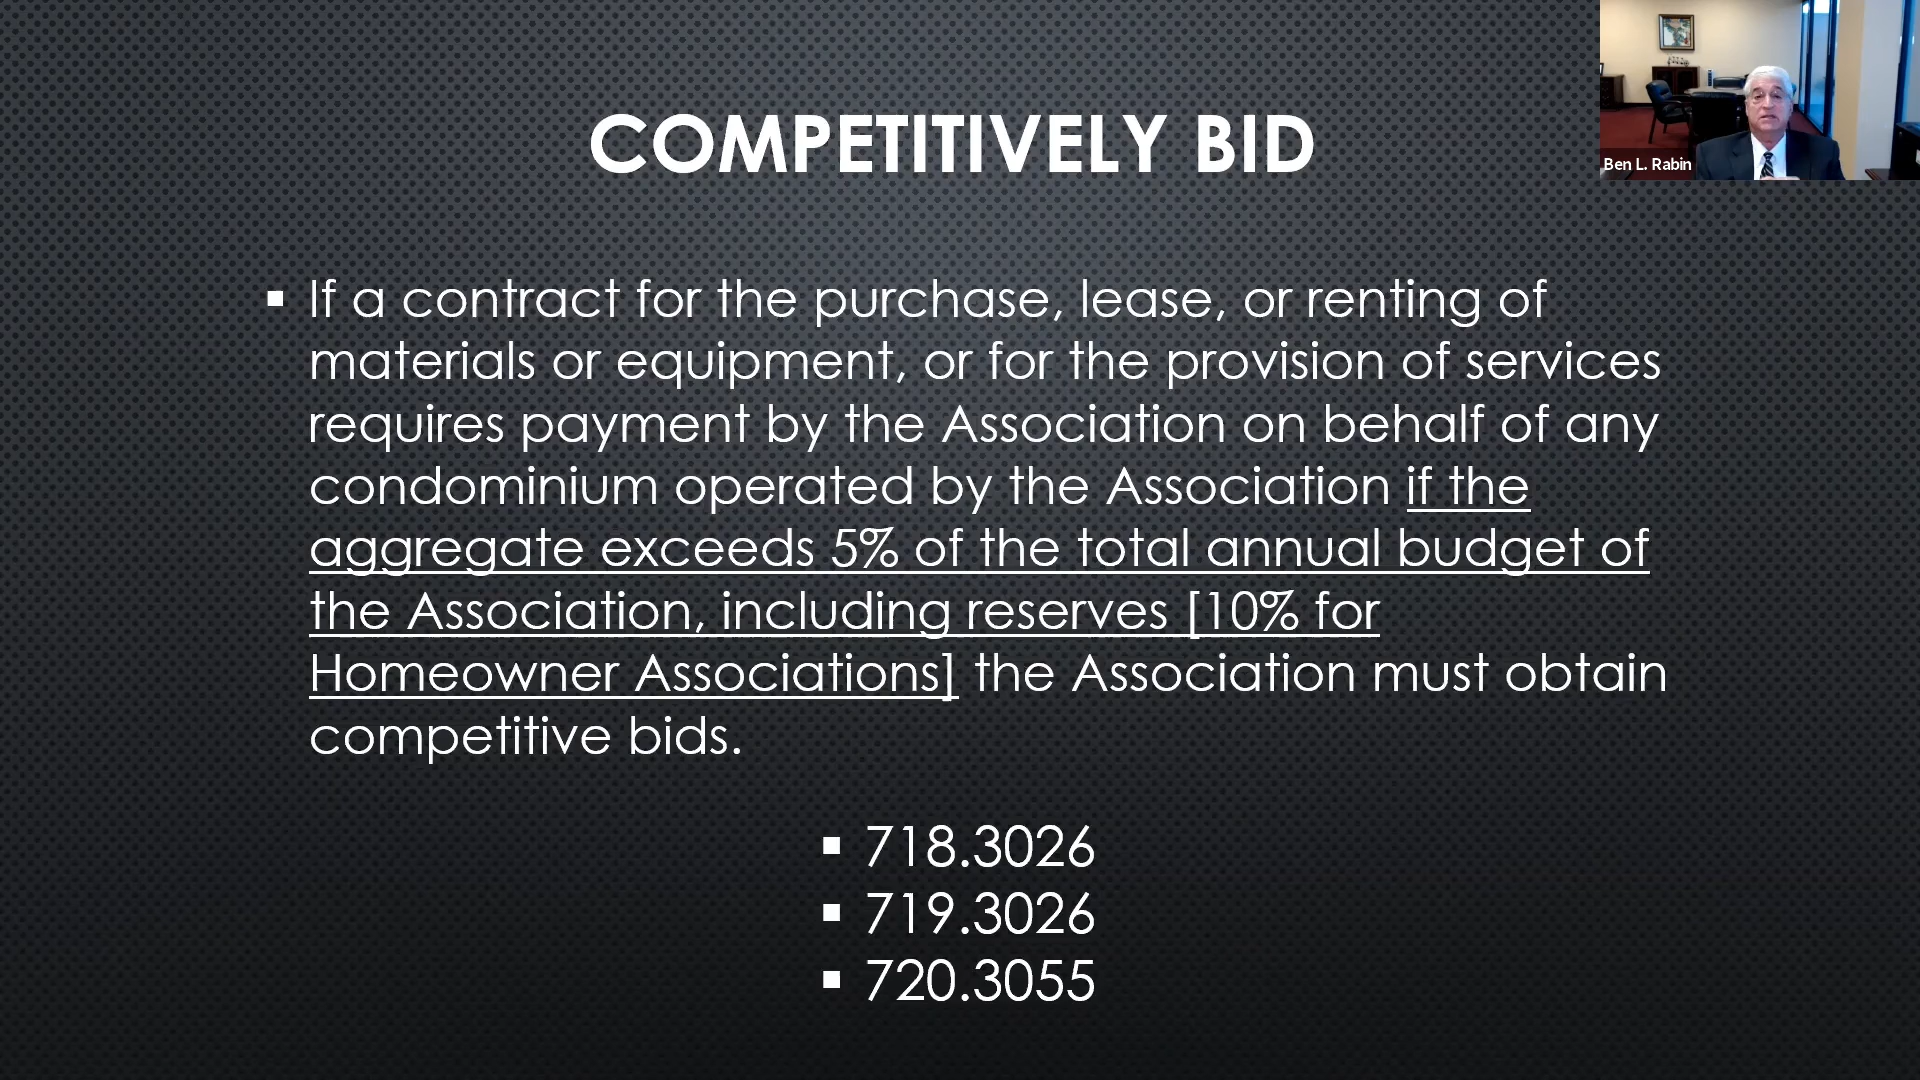 COMPETITIVELY BID
Ben L. Rabin
▪ If a contract for the purchase, lease, or renting of
materials or equipment, or for the provision of services
requires payment by the Association on behalf of any
condominium operated by the Association if the
aggregate exceeds 5% of the total annual budget of
the Association, including reserves [10% for
Homeowner Associations] the Association must obtain
competitive bids.
▪ 718.3026
▪ 719.3026
▪ 720.3055